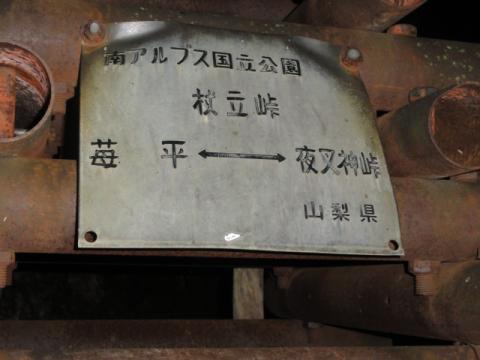 南アルプス国立公園
杖立峠
苺平⟷夜叉神峠
山梨県